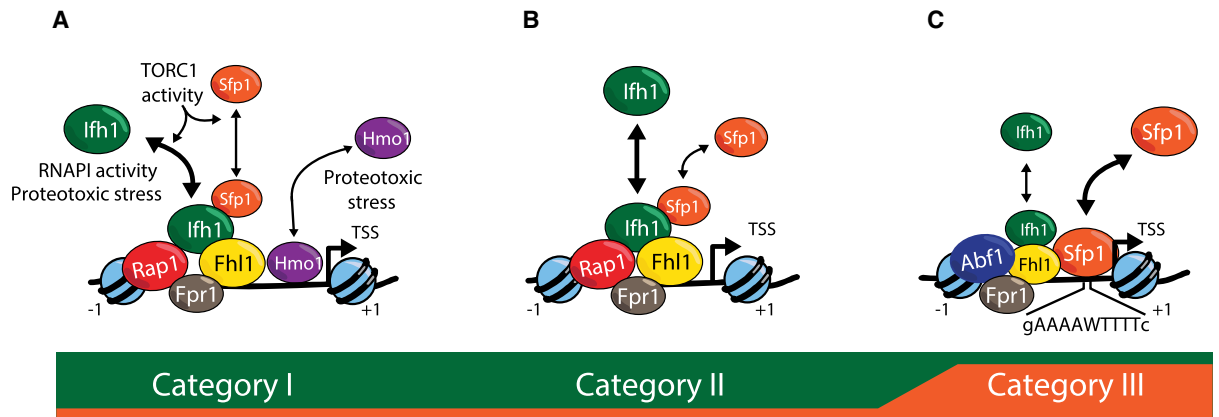 A
TORC1
activity
Sfp1
Ifh1
Hmo1
RNAPI activity
Proteotoxic stress
Proteotoxic
stress
Sfp1
Ifh1
TSS
Rap1
Fhl1
Hmo1
Fpr1
-1
+1
B
Ifh1
Sfp1
Sfp1
Ifh1
TSS
Rap1
Fhl1
Fpr1
-1
+1
C
Ifh1
Sfp1
Ifh1
TSS
Abf1
Fhl1
Sfp1
Fpr1
-1
+1
gAAAAWTTTTc
Category I
Category II
Category III